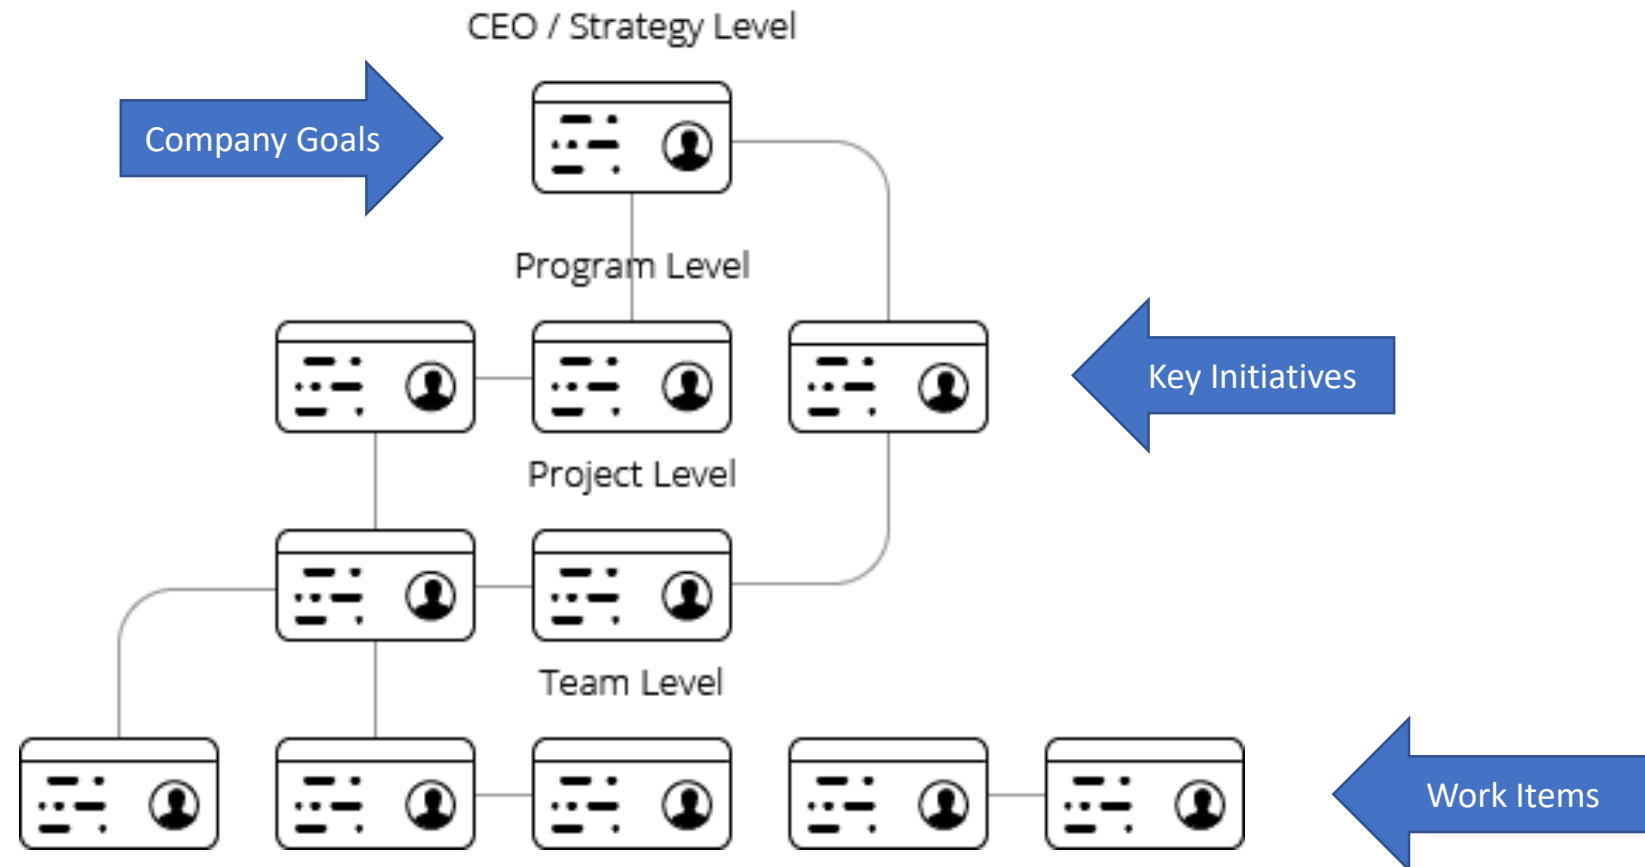 CEO / Strategy Level
Company Goals
Program Level
Key Initiatives
Project Level
Team Level
Work Items